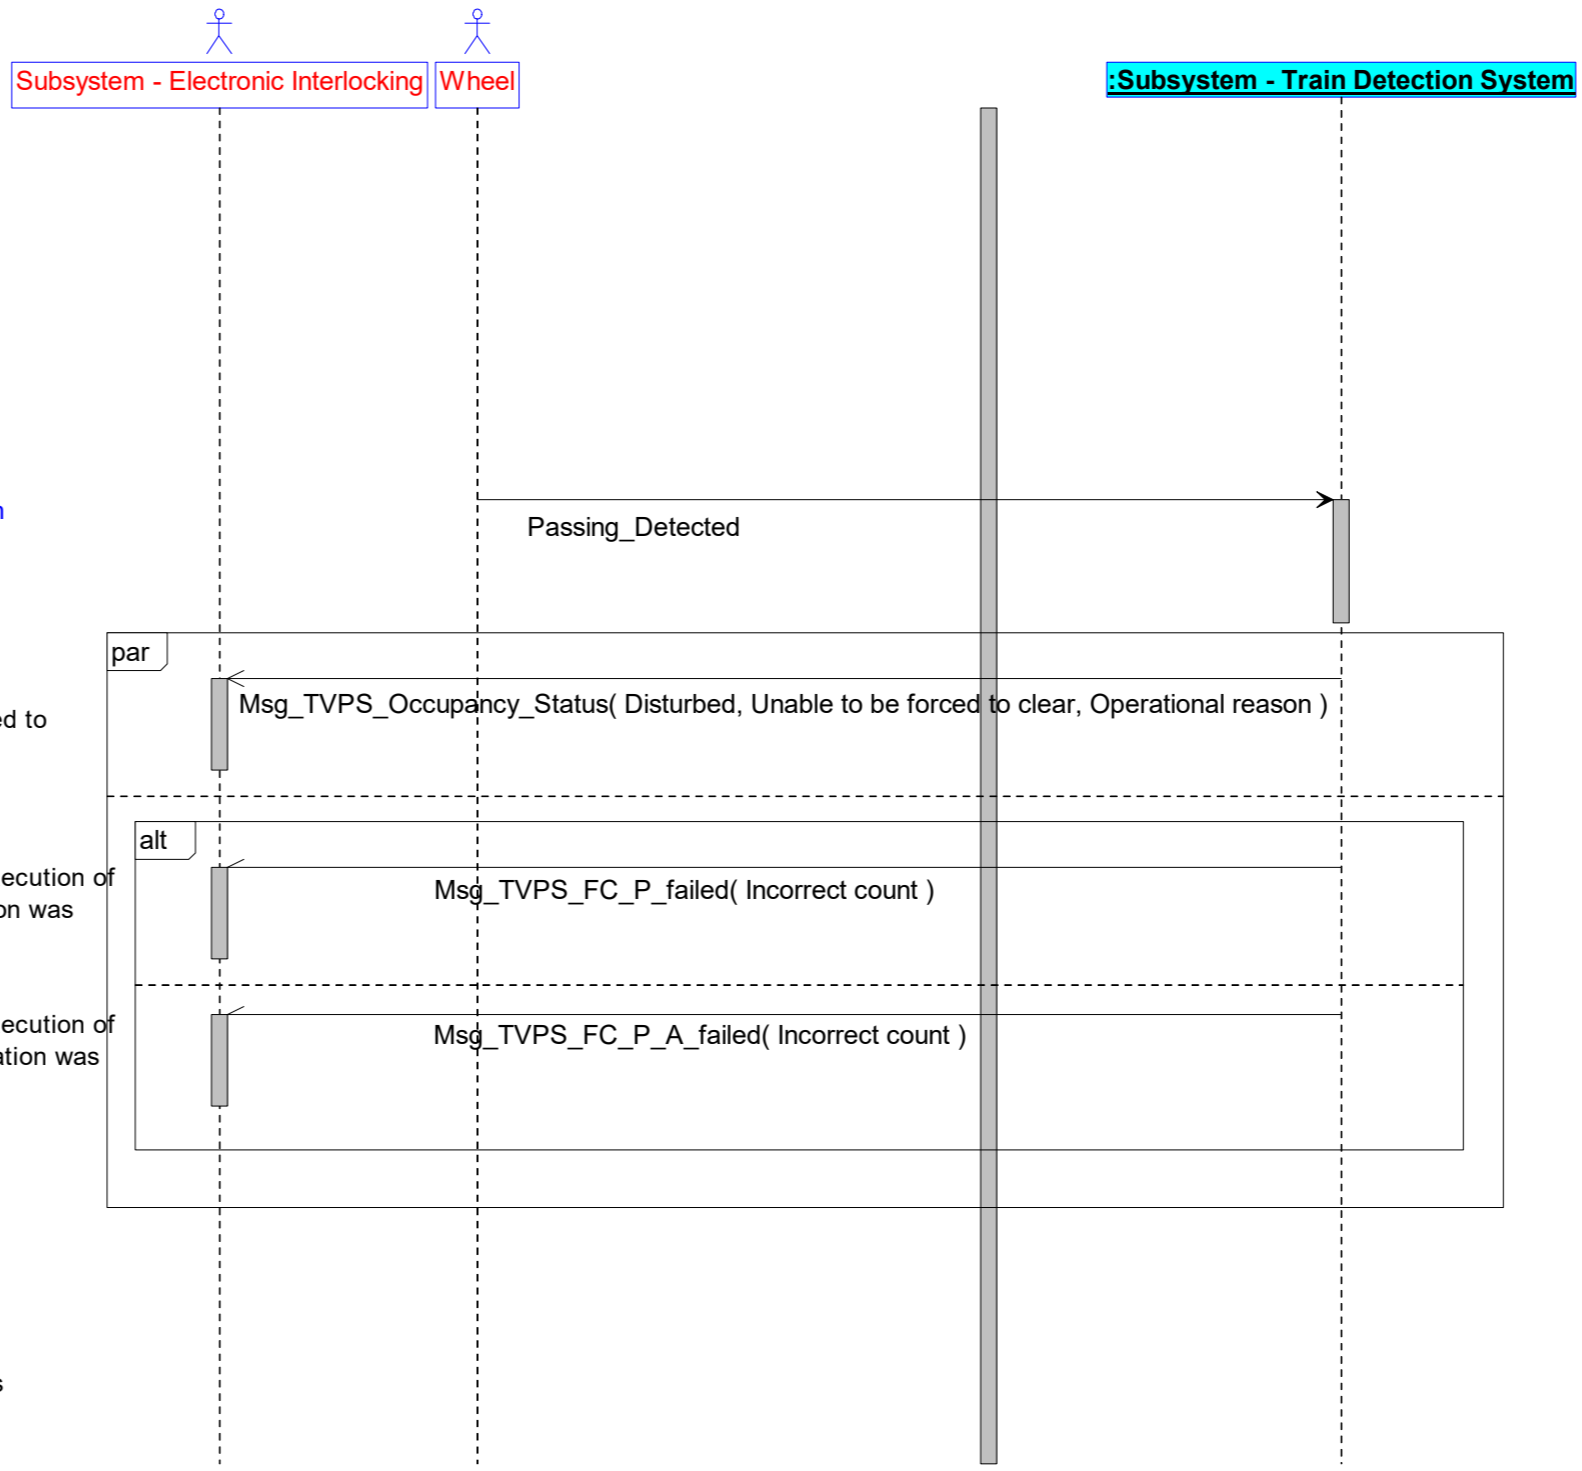 Subsystem - Electronic Interlocking
Wheel
:Subsystem - Train Detection System
n
Passing_Detected
par
Msg_TVPS_Occupancy_Status( Disturbed, Unable to be forced to clear, Operational reason )
ed to
alt
ecution of
Msg_TVPS_FC_P_failed( Incorrect count )
on was
ecution of
Msg_TVPS_FC_P_A_failed( Incorrect count )
ation was
s